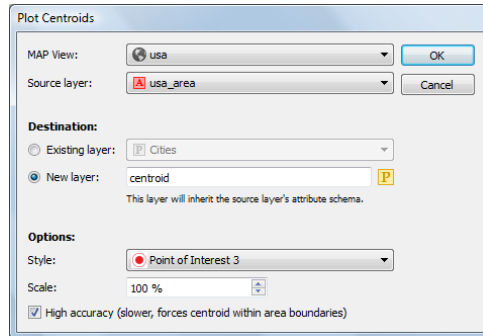 Plot Centroids
MAP View: usa OK
Source layer: A usa_area Cancel
Destination:
Existing layer: P Cities
New layer: centroid P
This layer will inherit the source layer's attribute schema.
Options:
Style: Point of Interest 3
Scale: 100 %
High accuracy (slower, forces centroid within area boundaries)